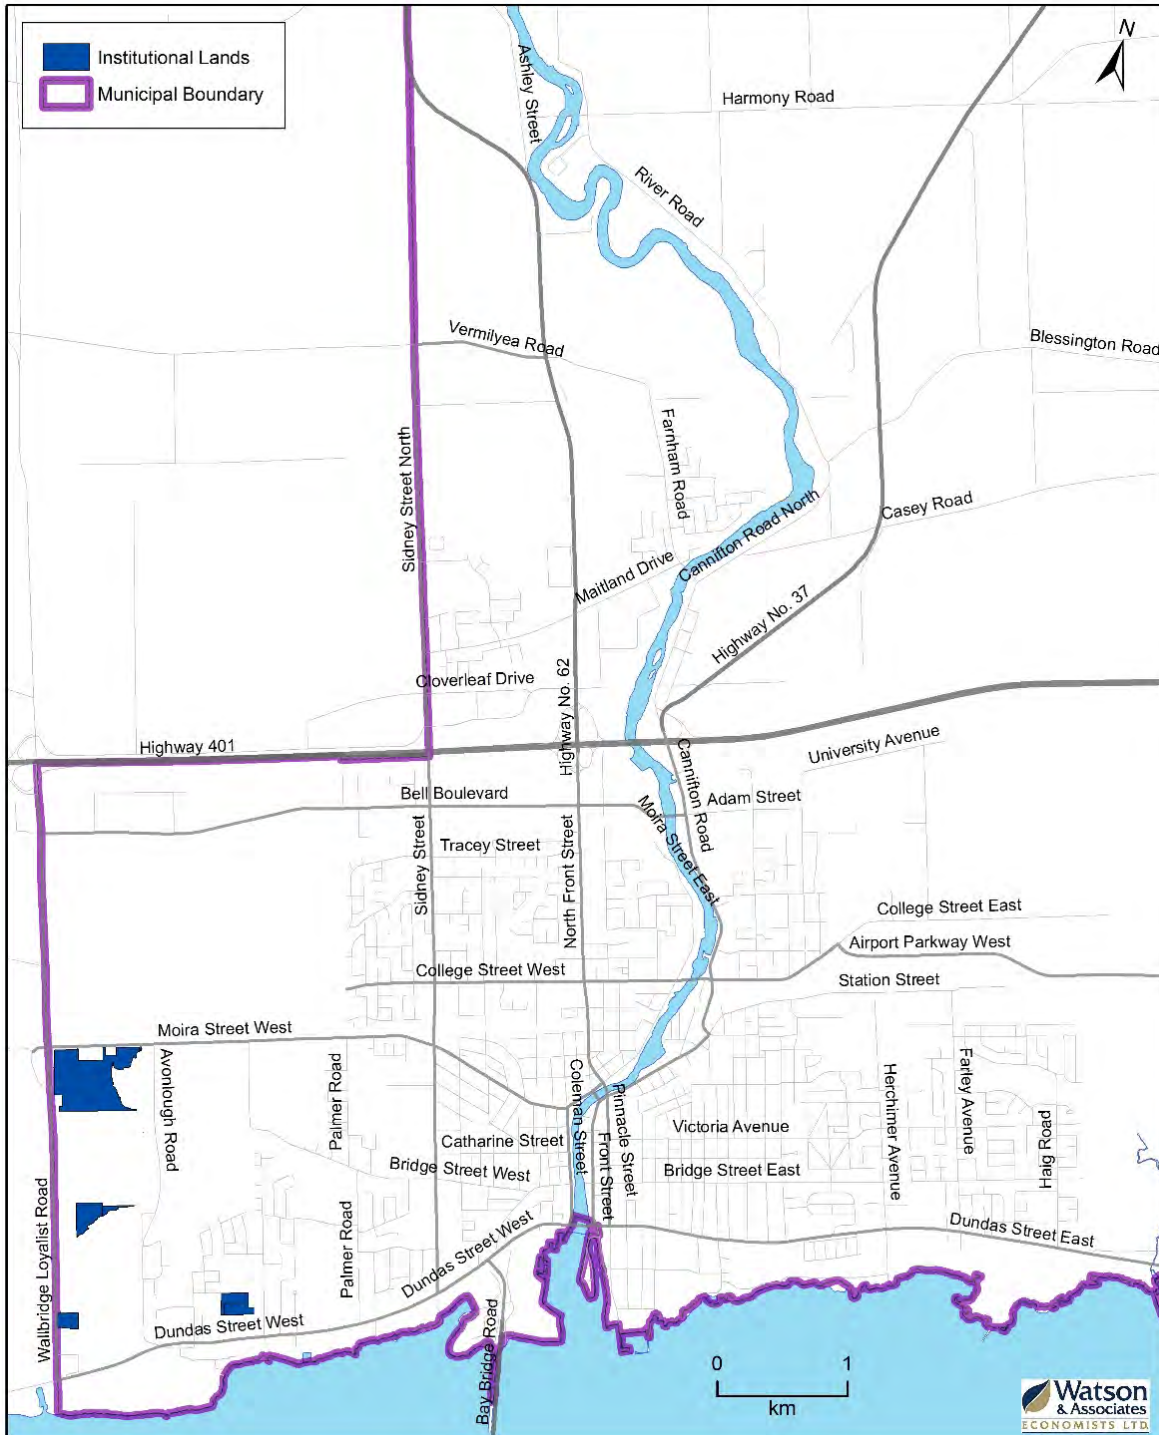 Institutional Lands
Municipal Boundary
N
Ashley Street
Harmony Road
River Road
Vermilyea Road
Blessington Road
Farnham Road
Sidney Street North
Cannifton Road North
Casey Road
Maitland Drive
Highway No. 37
Cloverleaf Drive
Highway No. 62
Highway 401
University Avenue
Cannifton Road
Bell Boulevard
Adam Street
Moira Street East
Sidney Street
Tracey Street
North Front Street
College Street East
Airport Parkway West
College Street West
Station Street
Moira Street West
Avonlough Road
Palmer Road
Coleman Street
Pinnacle Street
Front Street
Herchimer Avenue
Farley Avenue
Haig Road
Victoria Avenue
Catharine Street
Bridge Street West
Bridge Street East
Wallbridge Loyalist Road
Palmer Road
Dundas Street West
Dundas Street East
Dundas Street West
Bay Bridge Road
0 1
km
Watson
& Associates
ECONOMISTS LTD.